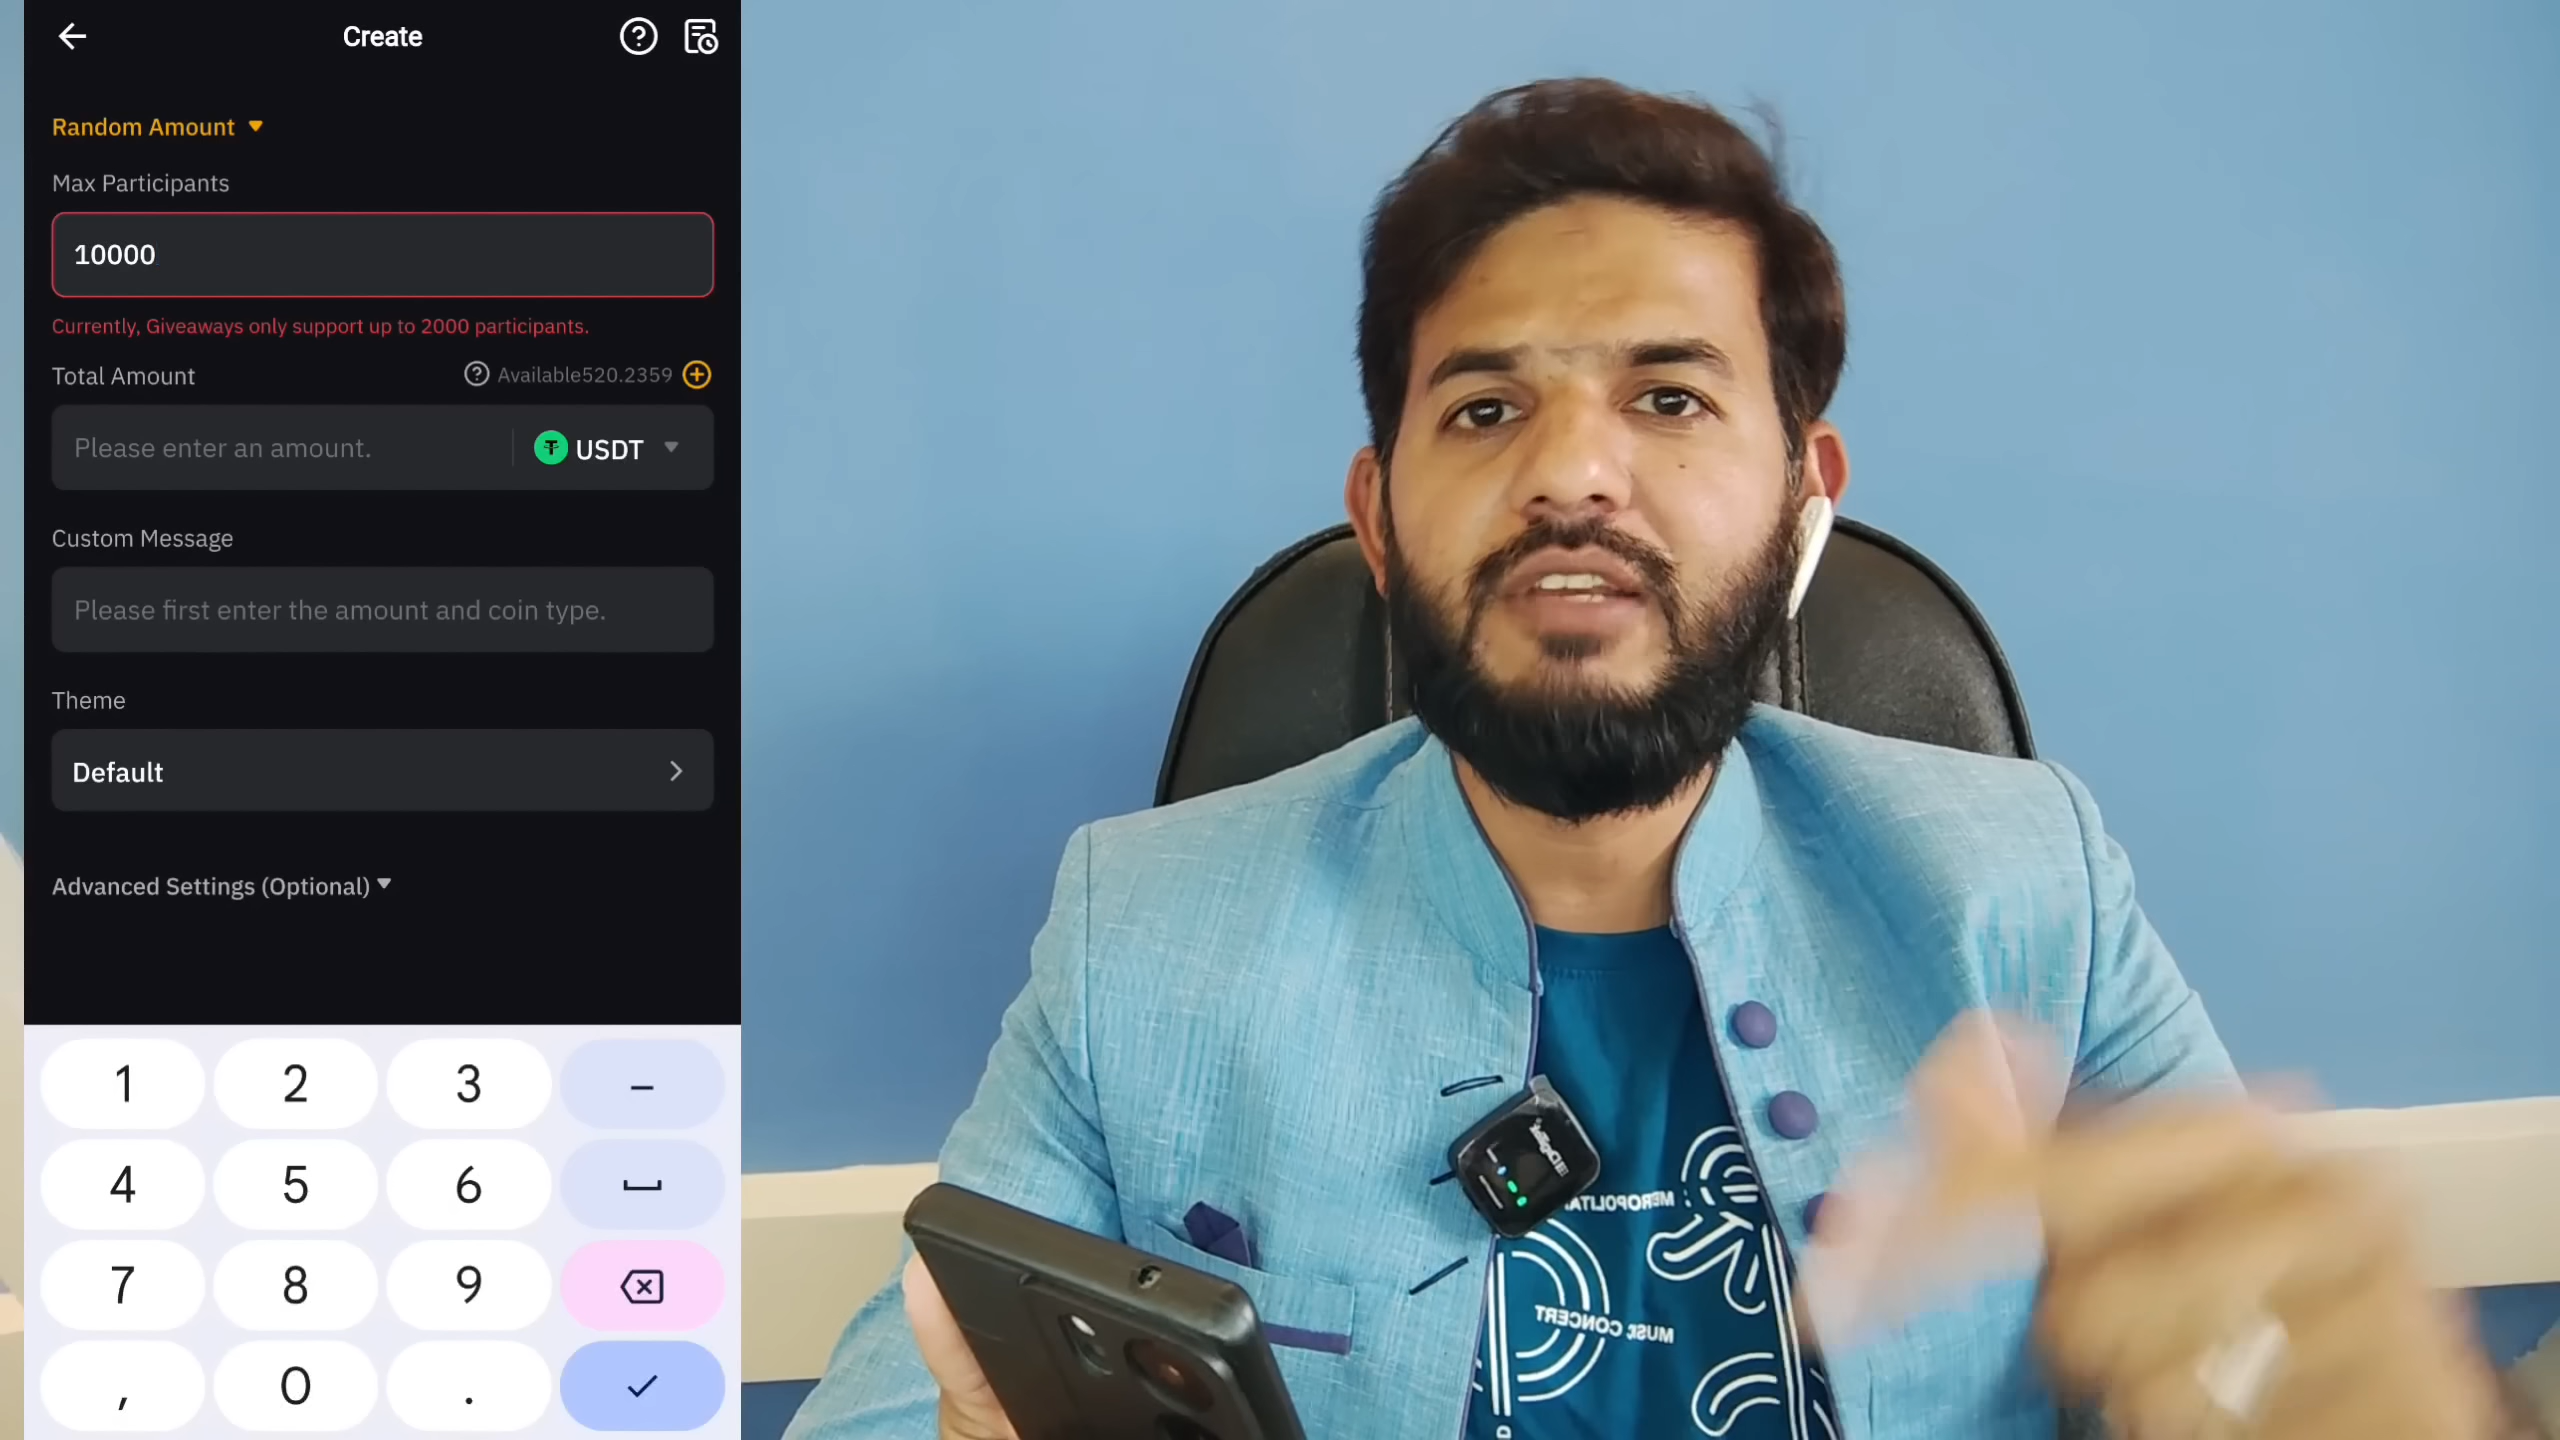 Create
Random Amount
Max Participants
10000
Currently, Giveaways only support up to 2000 participants.
Total Amount
Available520.2359
Please enter an amount.
USDT
Custom Message
Please first enter the amount and coin type.
Theme
Default
Advanced Settings (Optional)
1 2 3 –
4 5 6
7 8 9
, 0 .
MUSIC CONCERT